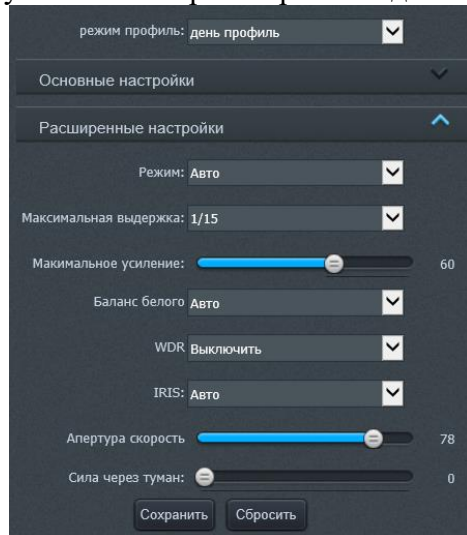 режим профиль: день профиль
Основные настройки
Расширенные настройки
Режим: Авто
Максимальная выдержка: 1/15
Макимальное усиление: 60
Баланс белого Авто
WDR Выключить
IRIS: Авто
Апертура скорость 78
Сила через туман: 0
Сохранить Сбросить